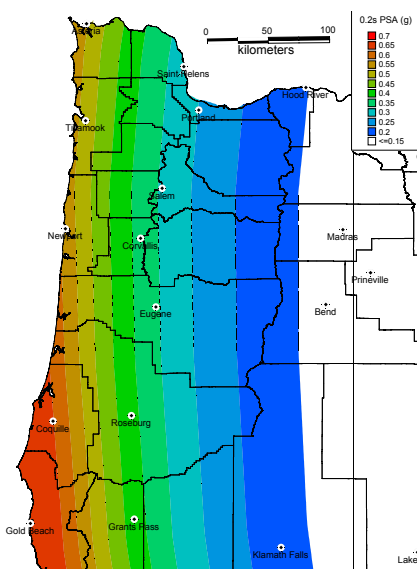 0.2s PSA (g)
0.7
0.65
0.6
0.55
0.5
0.45
0.4
0.35
0.3
0.25
0.2
<=0.15
0 50 100
kilometers
Astoria
Saint Helens
Hood River
Portland
Tillamook
Salem
Newport
Corvallis
Madras
Prineville
Eugene
Bend
Coquille
Roseburg
Gold Beach
Grants Pass
Klamath Falls
Lake